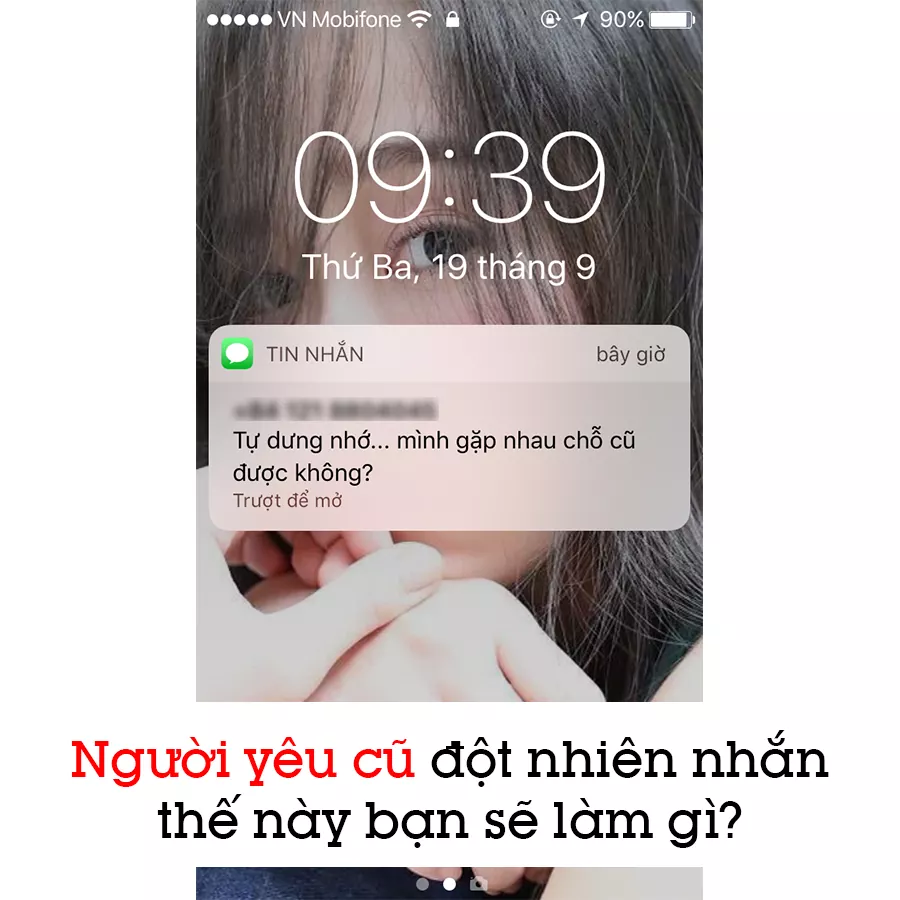 VN Mobifone 90%
09:39
Thứ Ba, 19 tháng 9
TIN NHẮN bây giờ
Tự dưng nhớ... mình gặp nhau chỗ cũ
được không?
Trượt để mở
Người yêu cũ đột nhiên nhắn
thế này bạn sẽ làm gì?